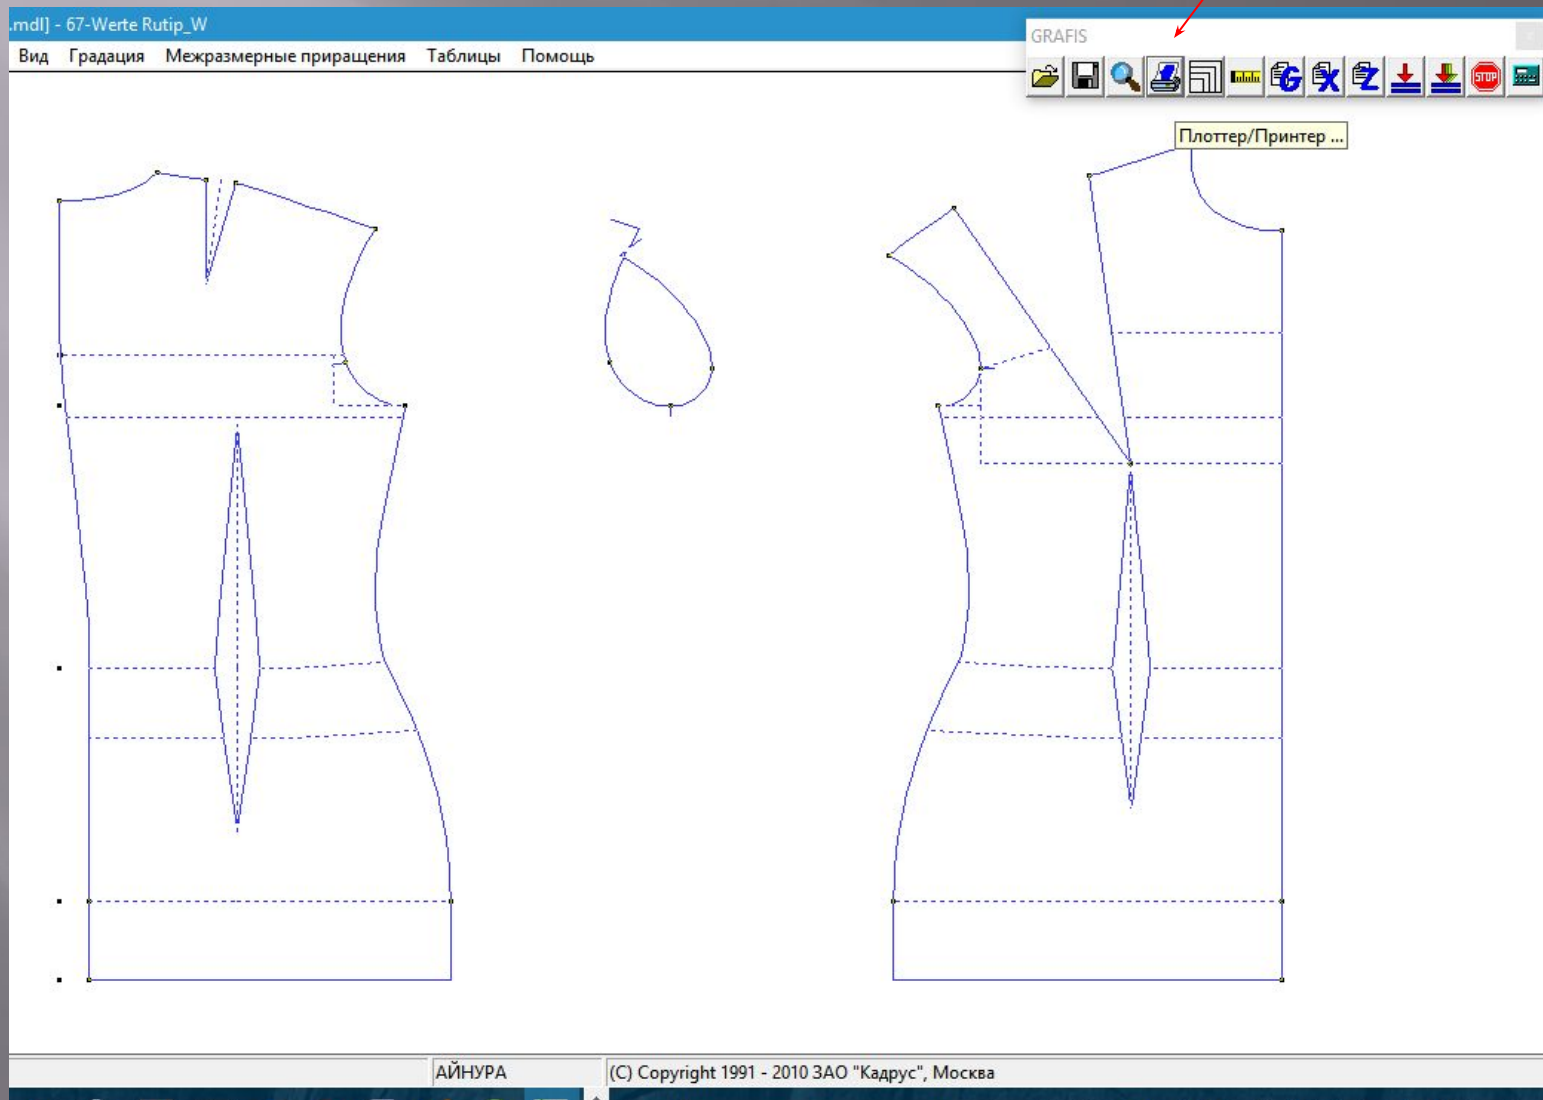 .mdl] - 67-Werte Rutip_W
GRAFIS
Вид Градация Межразмерные приращения Таблицы Помощь
G X Z STOP
Плоттер/Принтер ...
АЙНУРА (C) Copyright 1991 - 2010 ЗАО "Кадрус", Москва